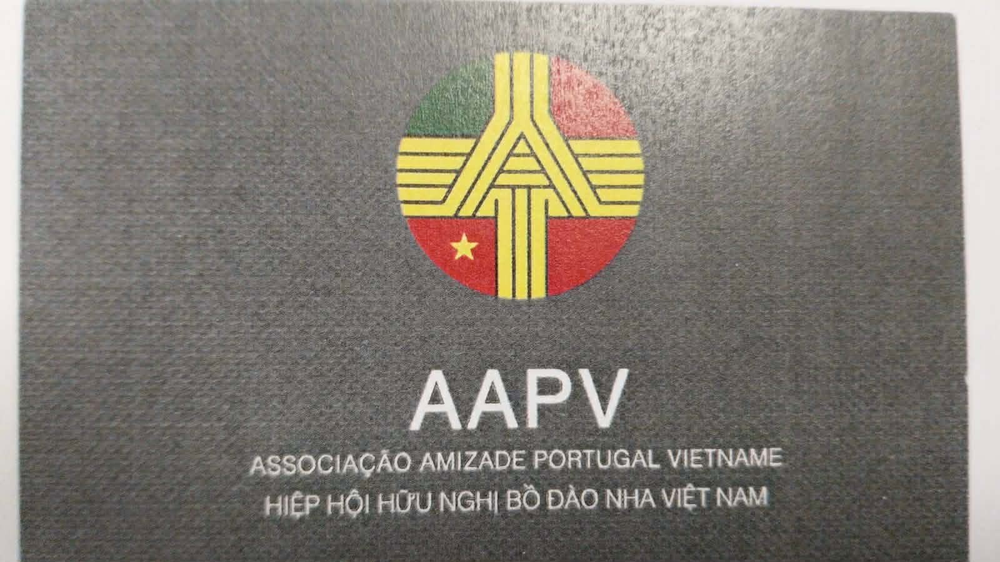 AAPV
ASSOCIAÇÃO AMIZADE PORTUGAL VIETNAME
HIỆP HỘI HỮU NGHỊ BỒ ĐÀO NHA VIỆT NAM